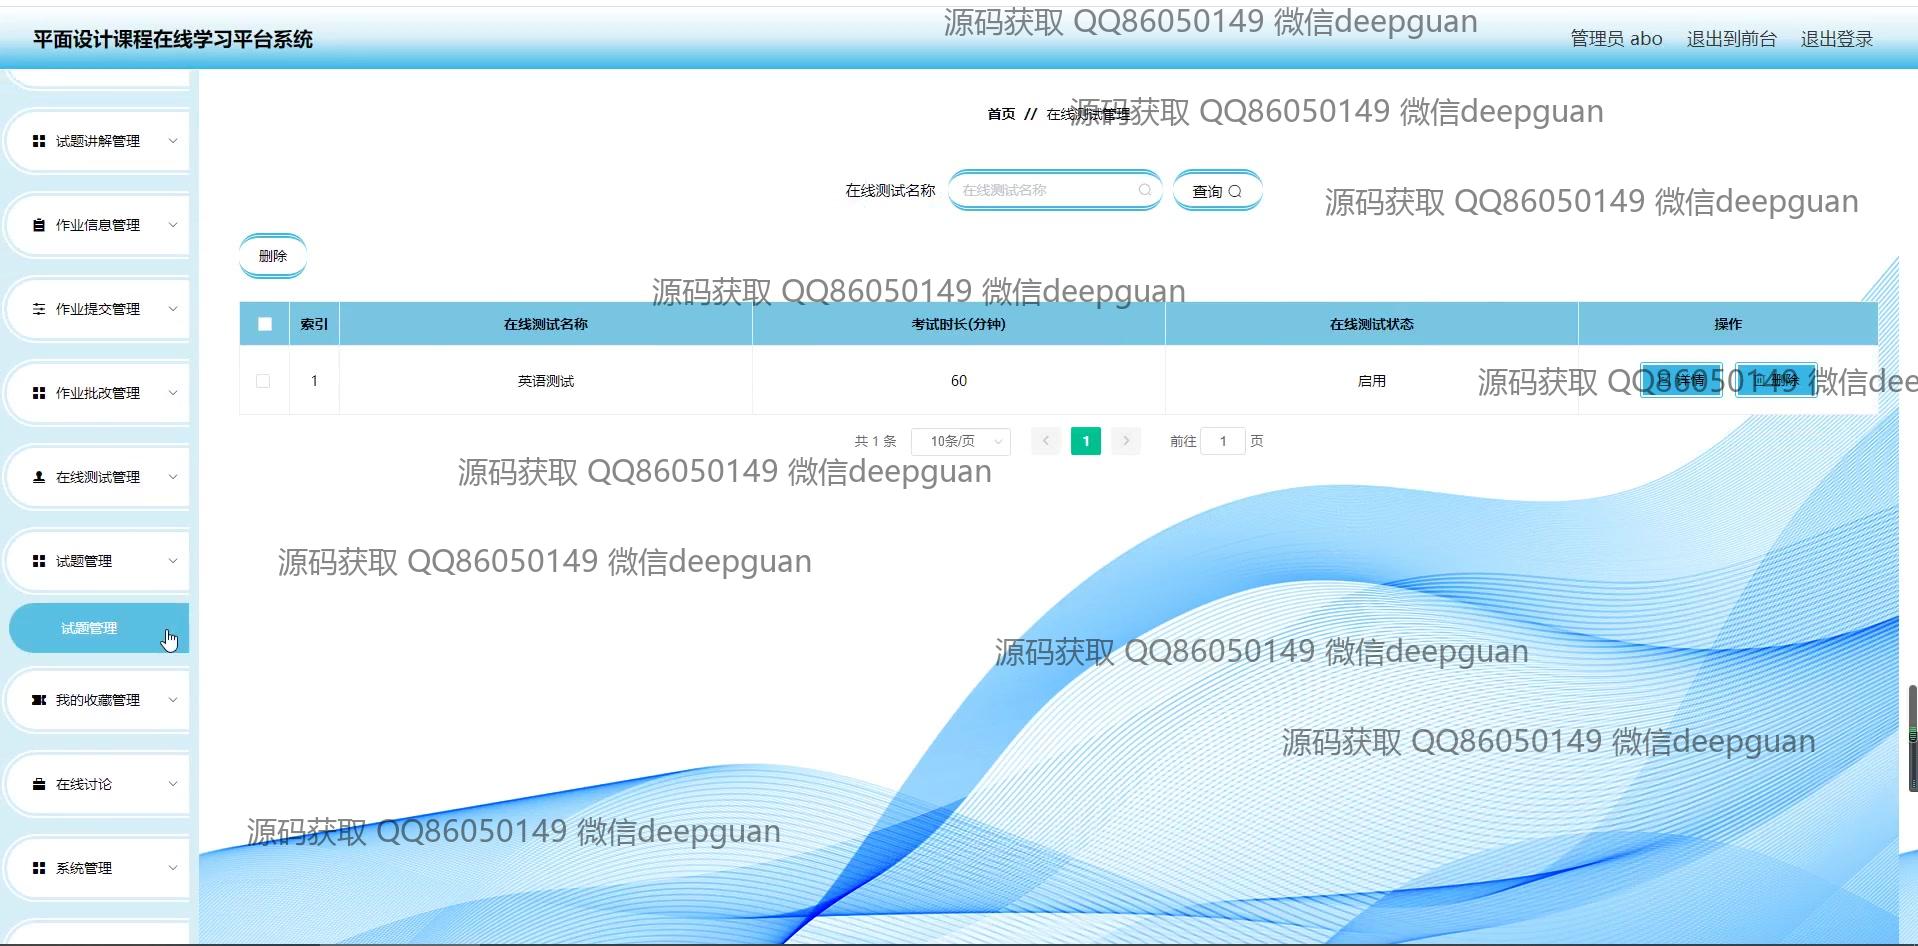 源码获取 QQ86050149 微信deepguan
平面设计课程在线学习平台系统
管理员 abo 退出到前台 退出登录
首页 // 在线测试管理
源码获取 QQ86050149 微信deepguan
试题讲解管理
在线测试名称 在线测试名称 查询
源码获取 QQ86050149 微信deepguan
作业信息管理
删除
源码获取 QQ86050149 微信deepguan
作业提交管理
索引 在线测试名称 考试时长(分钟) 在线测试状态 操作
1 英语测试 60 启用 详情 删除
源码获取 QQ86050149 微信dee
作业批改管理
共 1 条 10条/页 1 前往 1 页
源码获取 QQ86050149 微信deepguan
在线测试管理
源码获取 QQ86050149 微信deepguan
试题管理
试题管理
源码获取 QQ86050149 微信deepguan
我的收藏管理
源码获取 QQ86050149 微信deepguan
在线讨论
源码获取 QQ86050149 微信deepguan
系统管理